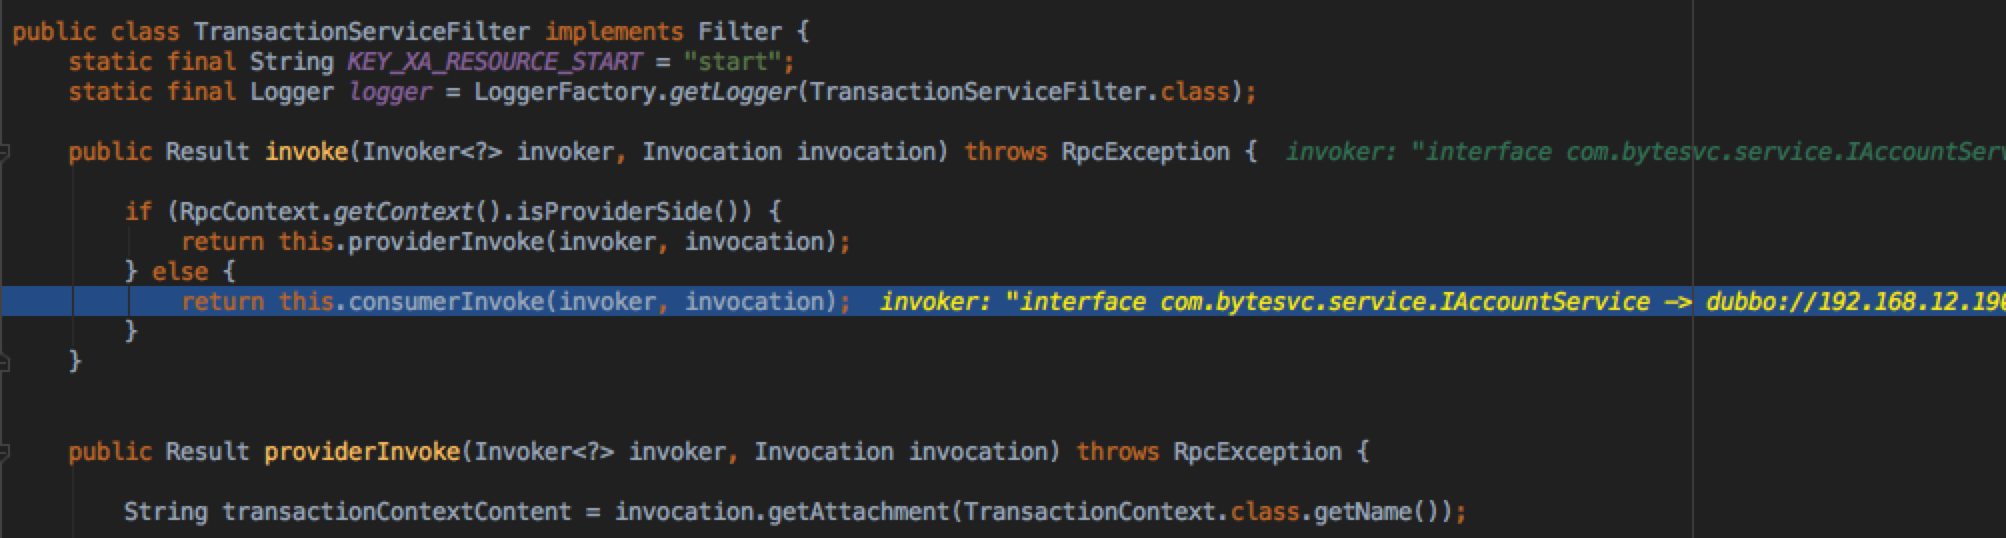 public class TransactionServiceFilter implements Filter {
static final String KEY_XA_RESOURCE_START = "start";
static final Logger logger = LoggerFactory.getLogger(TransactionServiceFilter.class);
public Result invoke(Invoker<?> invoker, Invocation invocation) throws RpcException { invoker: "interface com.bytesvc.service.IAccountServ
if (RpcContext.getContext().isProviderSide()) {
return this.providerInvoke(invoker, invocation);
} else {
return this.consumerInvoke(invoker, invocation); invoker: "interface com.bytesvc.service.IAccountService -> dubbo://192.168.12.190
}
}
public Result providerInvoke(Invoker<?> invoker, Invocation invocation) throws RpcException {
String transactionContextContent = invocation.getAttachment(TransactionContext.class.getName());